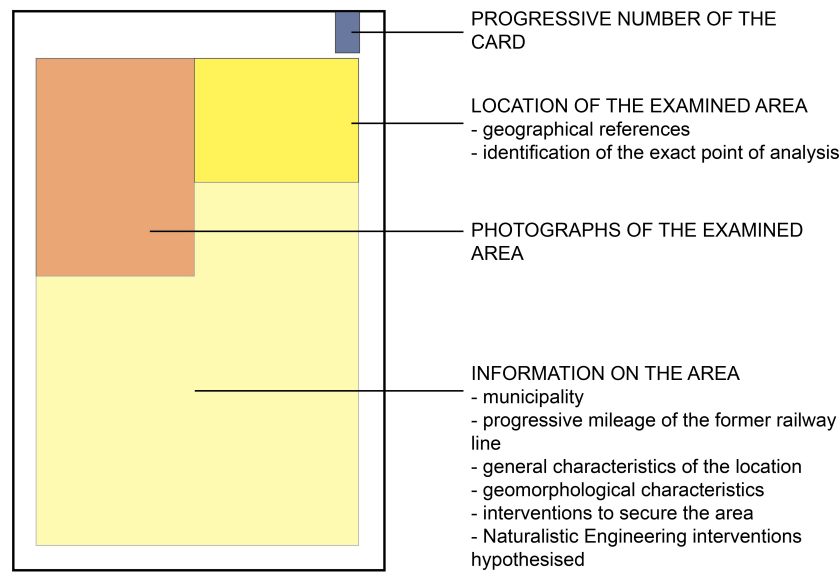 PROGRESSIVE NUMBER OF THE
CARD
LOCATION OF THE EXAMINED AREA
- geographical references
- identification of the exact point of analysis
PHOTOGRAPHS OF THE EXAMINED
AREA
INFORMATION ON THE AREA
- municipality
- progressive mileage of the former railway
line
- general characteristics of the location
- geomorphological characteristics
- interventions to secure the area
- Naturalistic Engineering interventions
hypothesised